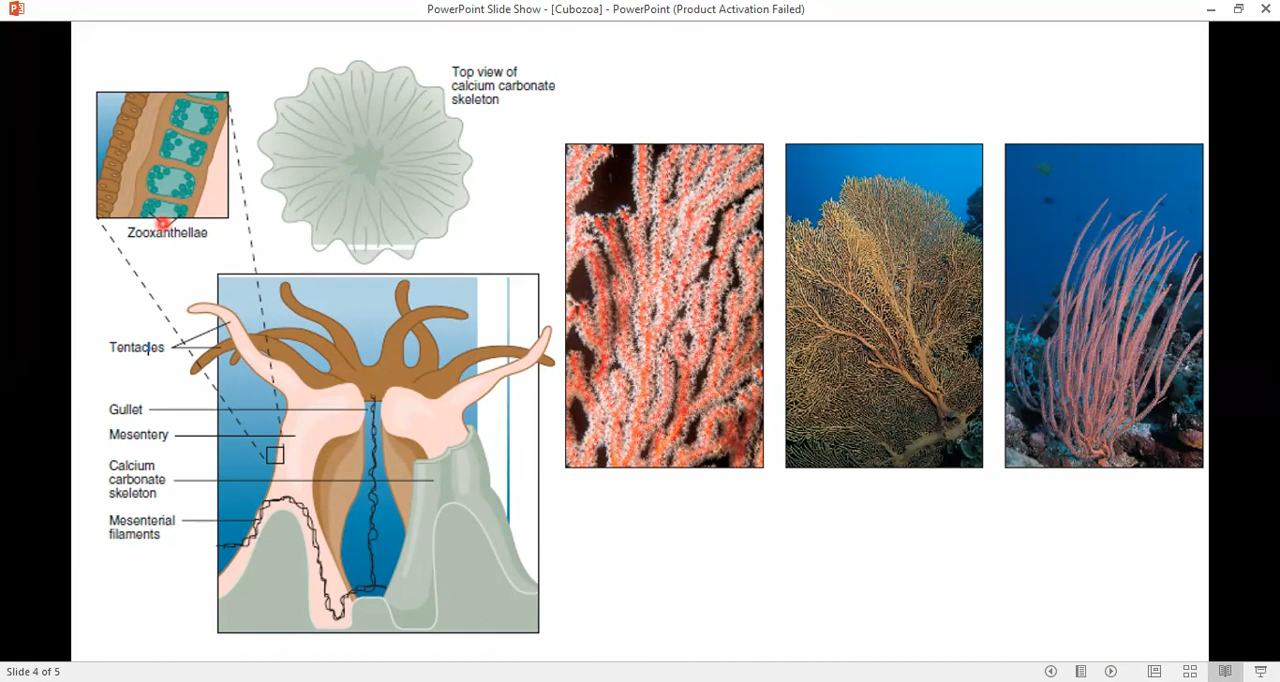 PowerPoint Slide Show - [Cubozoa] - PowerPoint (Product Activation Failed)
Top view of
calcium carbonate
skeleton
Zooxanthellae
Tentacles
Gullet
Mesentery
Calcium
carbonate
skeleton
Mesenterial
filaments
Slide 4 of 5